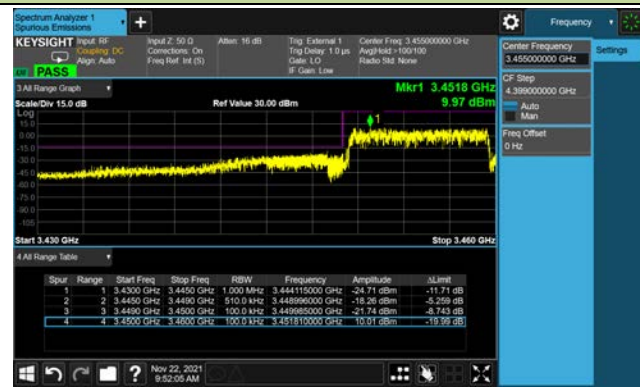 Spectrum Analyzer 1
Spurious Emissions
Frequency
KEYSIGHT
Input: RF
Coupling: DC
Align: Auto
Input Z: 50 Ω
Corrections: On
Freq Ref: Int (S)
Atten: 16 dB
Trig: External 1
Trig Delay: 1.0 µs
Gate: LO
IF Gain: Low
Center Freq: 3.455000000 GHz
Avg|Hold:>100/100
Radio Std: None
PASS
Center Frequency
3.455000000 GHz
Settings
CF Step
4.399000000 GHz
Auto
Man
Freq Offset
0 Hz
3 All Range Graph
Mkr1 3.4518 GHz
9.97 dBm
Scale/Div 15.0 dB
Ref Value 30.00 dBm
Log
15.0
0.00
-15.0
-30.0
-45.0
-60.0
-75.0
-90.0
-105
1
Start 3.430 GHz
Stop 3.460 GHz
4 All Range Table
Spur Range Start Freq Stop Freq RBW Frequency Amplitude ΔLimit
1 1 3.4300 GHz 3.4450 GHz 1.000 MHz 3.444115000 GHz -24.71 dBm -11.71 dB
2 2 3.4450 GHz 3.4490 GHz 510.0 kHz 3.448996000 GHz -18.26 dBm -5.259 dB
3 3 3.4490 GHz 3.4500 GHz 100.0 kHz 3.449985000 GHz -21.74 dBm -8.743 dB
4 4 3.4500 GHz 3.4600 GHz 100.0 kHz 3.451810000 GHz 10.01 dBm -19.99 dB
Nov 22, 2021
9:52:05 AM